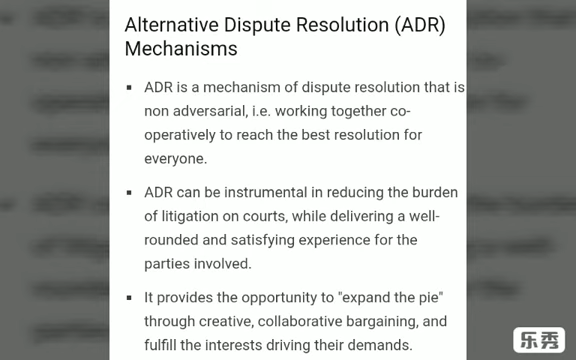 Alternative Dispute Resolution (ADR)
Mechanisms
▪ ADR is a mechanism of dispute resolution that is
non adversarial, i.e. working together co-
operatively to reach the best resolution for
everyone.
▪ ADR can be instrumental in reducing the burden
of litigation on courts, while delivering a well-
rounded and satisfying experience for the
parties involved.
▪ It provides the opportunity to "expand the pie"
through creative, collaborative bargaining, and
fulfill the interests driving their demands.
乐秀